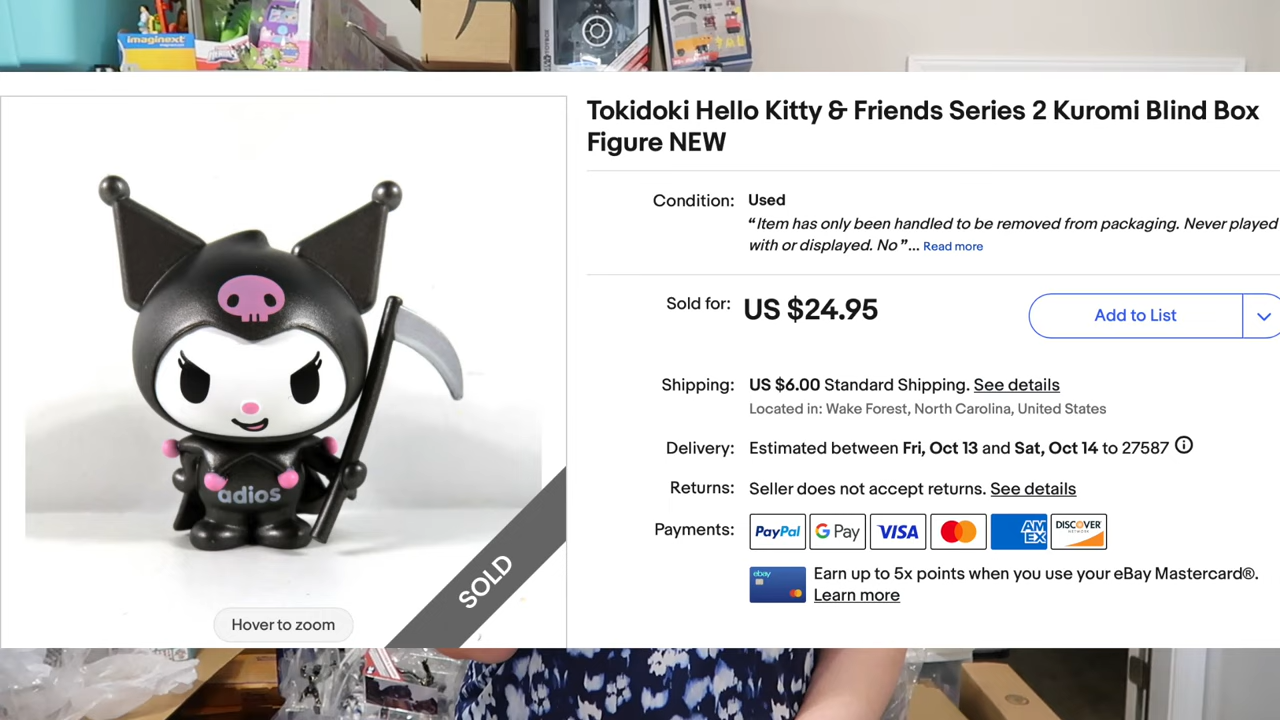 imaginext
Tokidoki Hello Kitty & Friends Series 2 Kuromi Blind Box
Figure NEW
Condition: Used
“Item has only been handled to be removed from packaging. Never played
with or displayed. No”... Read more
Sold for: US $24.95
Add to List
Shipping: US $6.00 Standard Shipping. See details
Located in: Wake Forest, North Carolina, United States
Delivery: Estimated between Fri, Oct 13 and Sat, Oct 14 to 27587
Returns: Seller does not accept returns. See details
Payments: PayPal G Pay VISA AM EX DISCOVER
ebay
Earn up to 5x points when you use your eBay Mastercard®.
Learn more
adios
SOLD
Hover to zoom